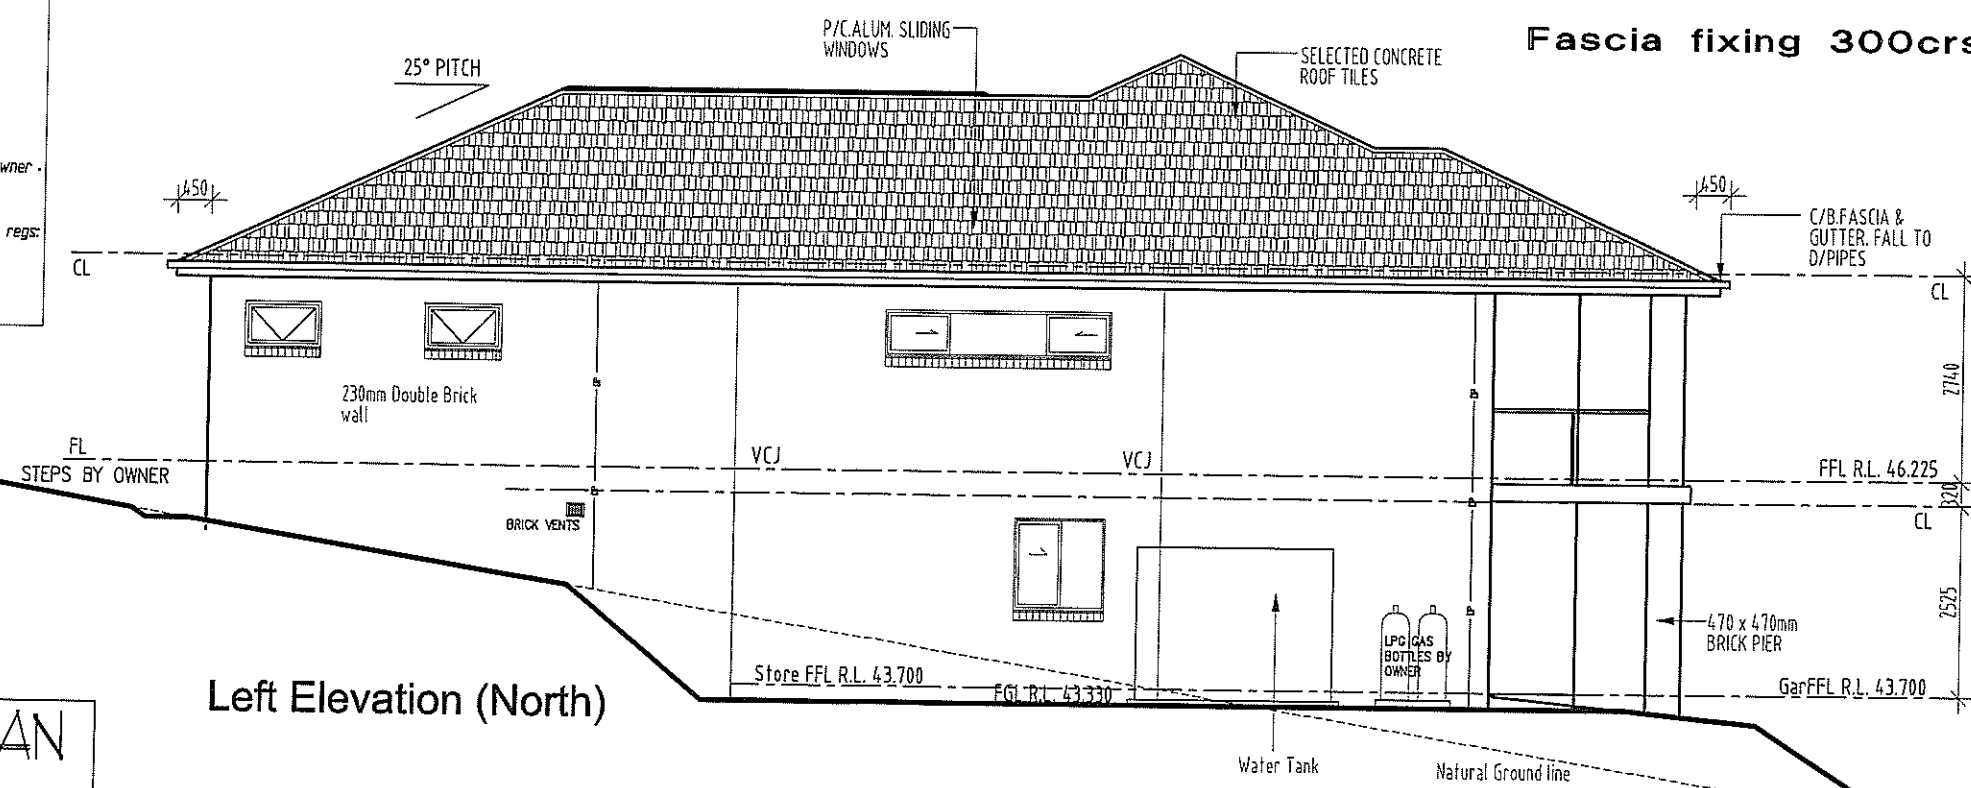 P/C.ALUM. SLIDING
WINDOWS
Fascia fixing 300crs
SELECTED CONCRETE
ROOF TILES
25° PITCH
wner .
450
450
regs:
C/B.FASCIA &
GUTTER. FALL TO
D/PIPES
CL
CL
2740
230mm Double Brick
wall
FL
STEPS BY OWNER
VCJ
VCJ
FFL R.L. 46.225
320
CL
BRICK VENTS
2525
470 x 470mm
BRICK PIER
LPG GAS
BOTTLES BY
OWNER
Store FFL R.L. 43.700
FGL R.L. 43.330
GarFFL R.L. 43.700
Left Elevation (North)
AN
Water Tank
Natural Ground line